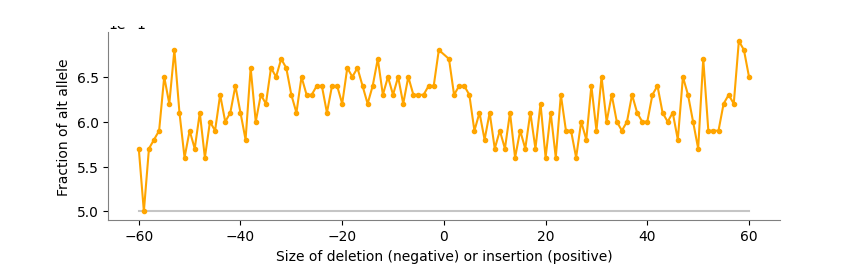 6.5
6.0
5.5
5.0
Fraction of alt allele
−60 −40 −20 0 20 40 60
Size of deletion (negative) or insertion (positive)